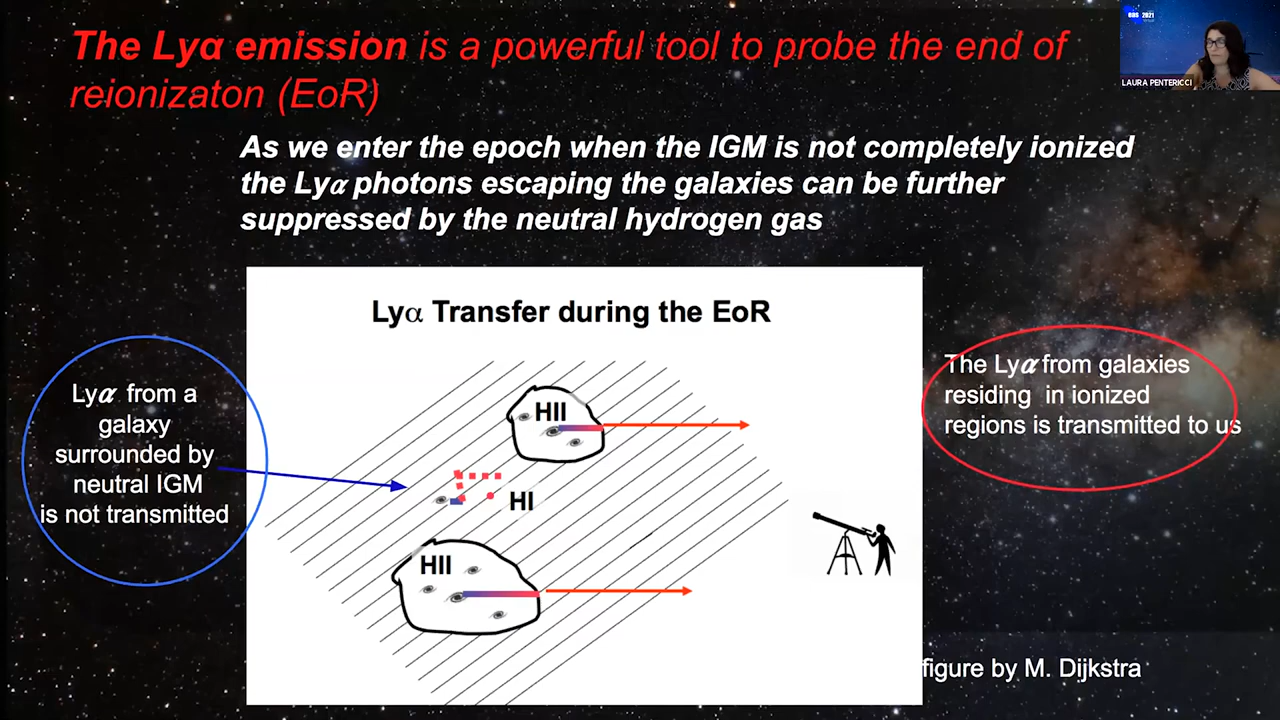 The Lyα emission is a powerful tool to probe the end of
reionizaton (EoR)
eas 2021
LAURA PENTERICCI
As we enter the epoch when the IGM is not completely ionized
the Lyα photons escaping the galaxies can be further
suppressed by the neutral hydrogen gas
Lyα Transfer during the EoR
Lyα from a
galaxy
surrounded by
neutral IGM
is not transmitted
HII
HI
HII
The Lyα from galaxies
residing in ionized
regions is transmitted to us
figure by M. Dijkstra